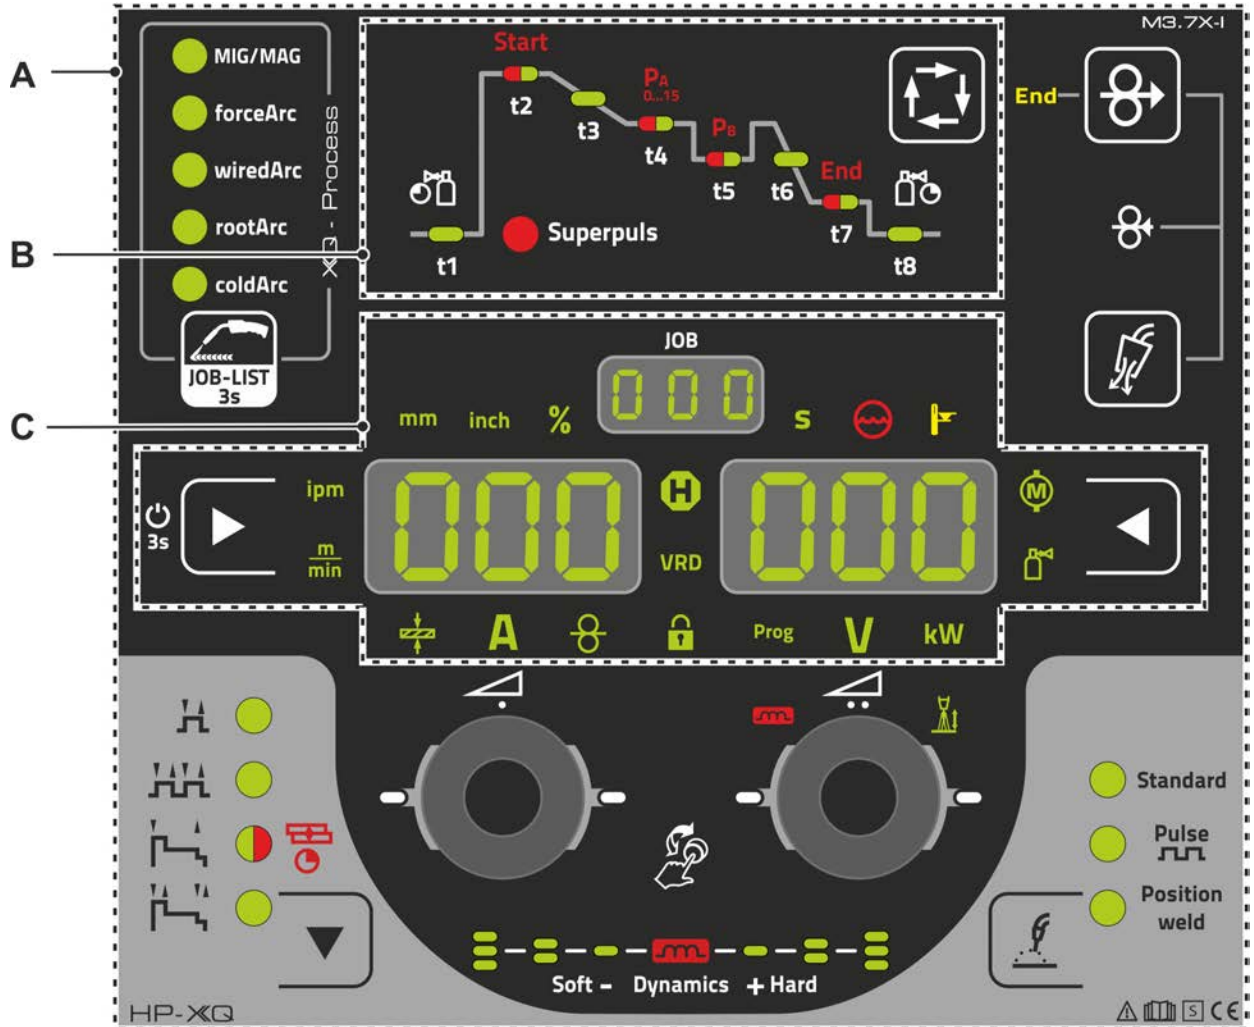 M3.7X-I
A
MIG/MAG
forceArc
wiredArc
rootArc
coldArc
XQ - Process
JOB-LIST
3s
B
Start
t2
t3
PA
0...15
t4
PB
t5
t6
End
t7
t1
Superpuls
t8
End
C
JOB
000
mm inch % s
ipm
m
min
3s
000
H
VRD
000
M
A
Prog V kW
Standard
Pulse
Position
weld
Soft - Dynamics + Hard
HP-XQ
S CE